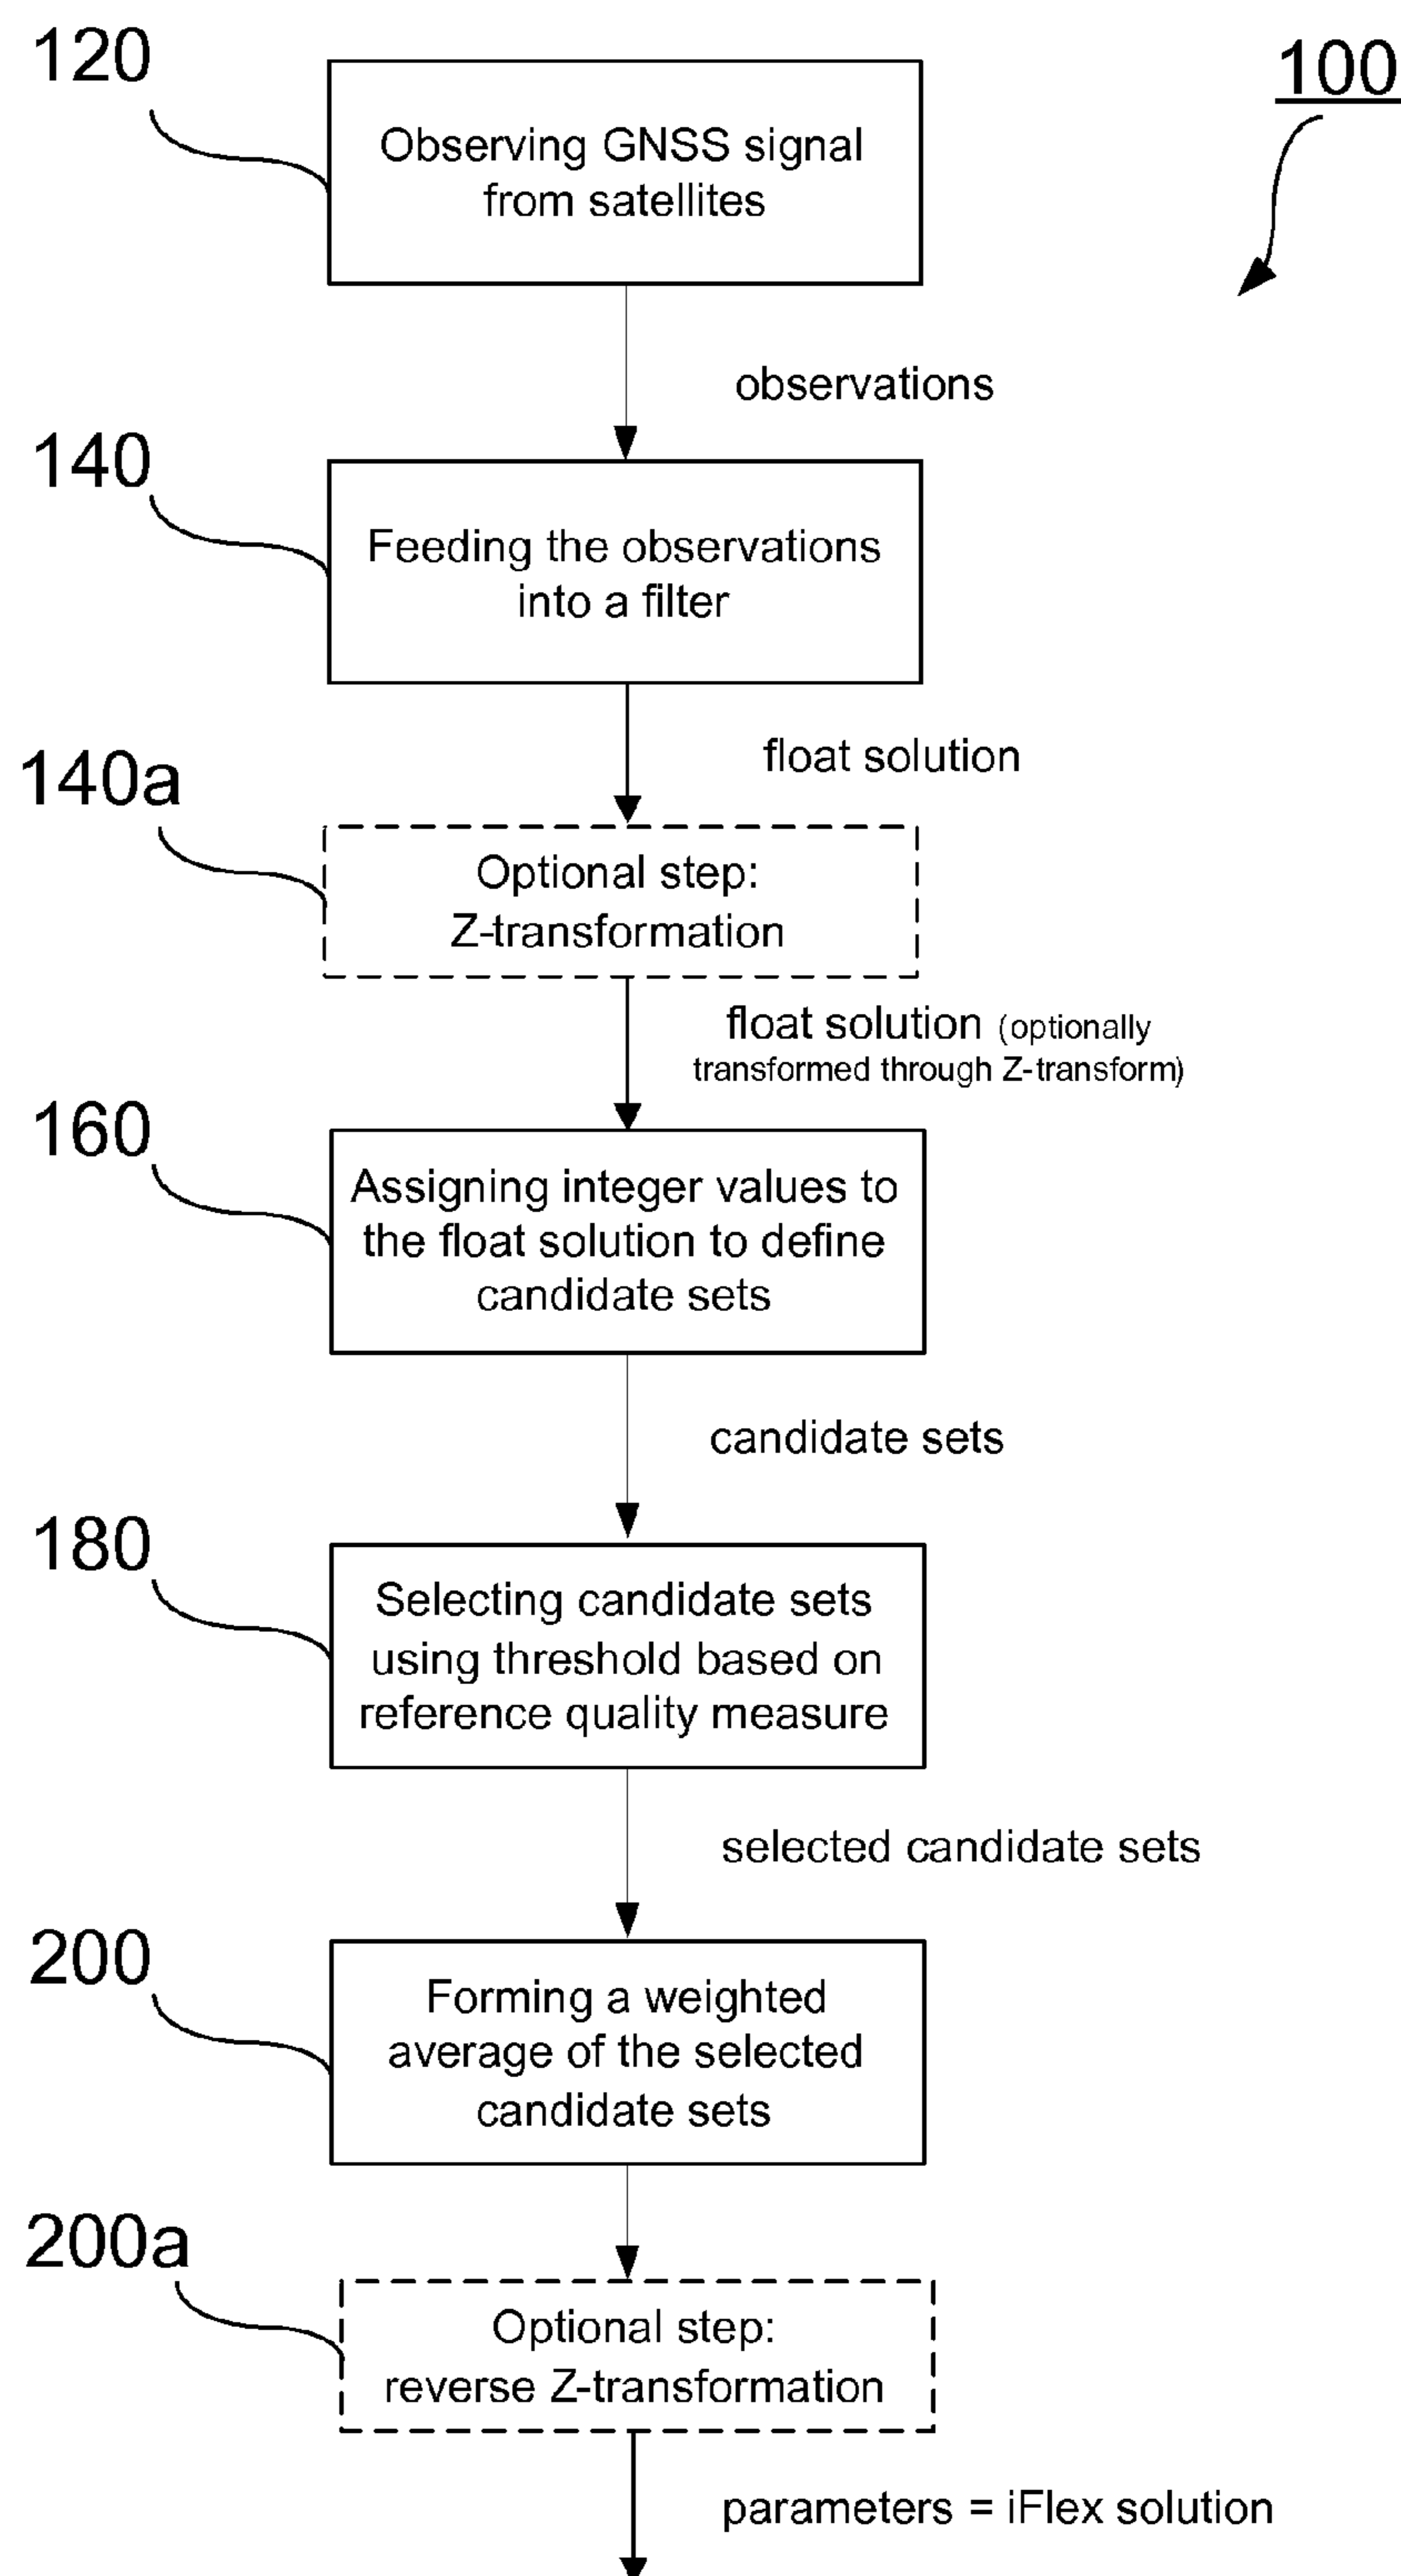 120
100
Observing GNSS signal
from satellites
observations
140
Feeding the observations
into a filter
float solution
140a
Optional step:
Z-transformation
float solution (optionally
transformed through Z-transform)
160
Assigning integer values to
the float solution to define
candidate sets
candidate sets
180
Selecting candidate sets
using threshold based on
reference quality measure
selected candidate sets
200
Forming a weighted
average of the selected
candidate sets
200a
Optional step:
reverse Z-transformation
parameters = iFlex solution